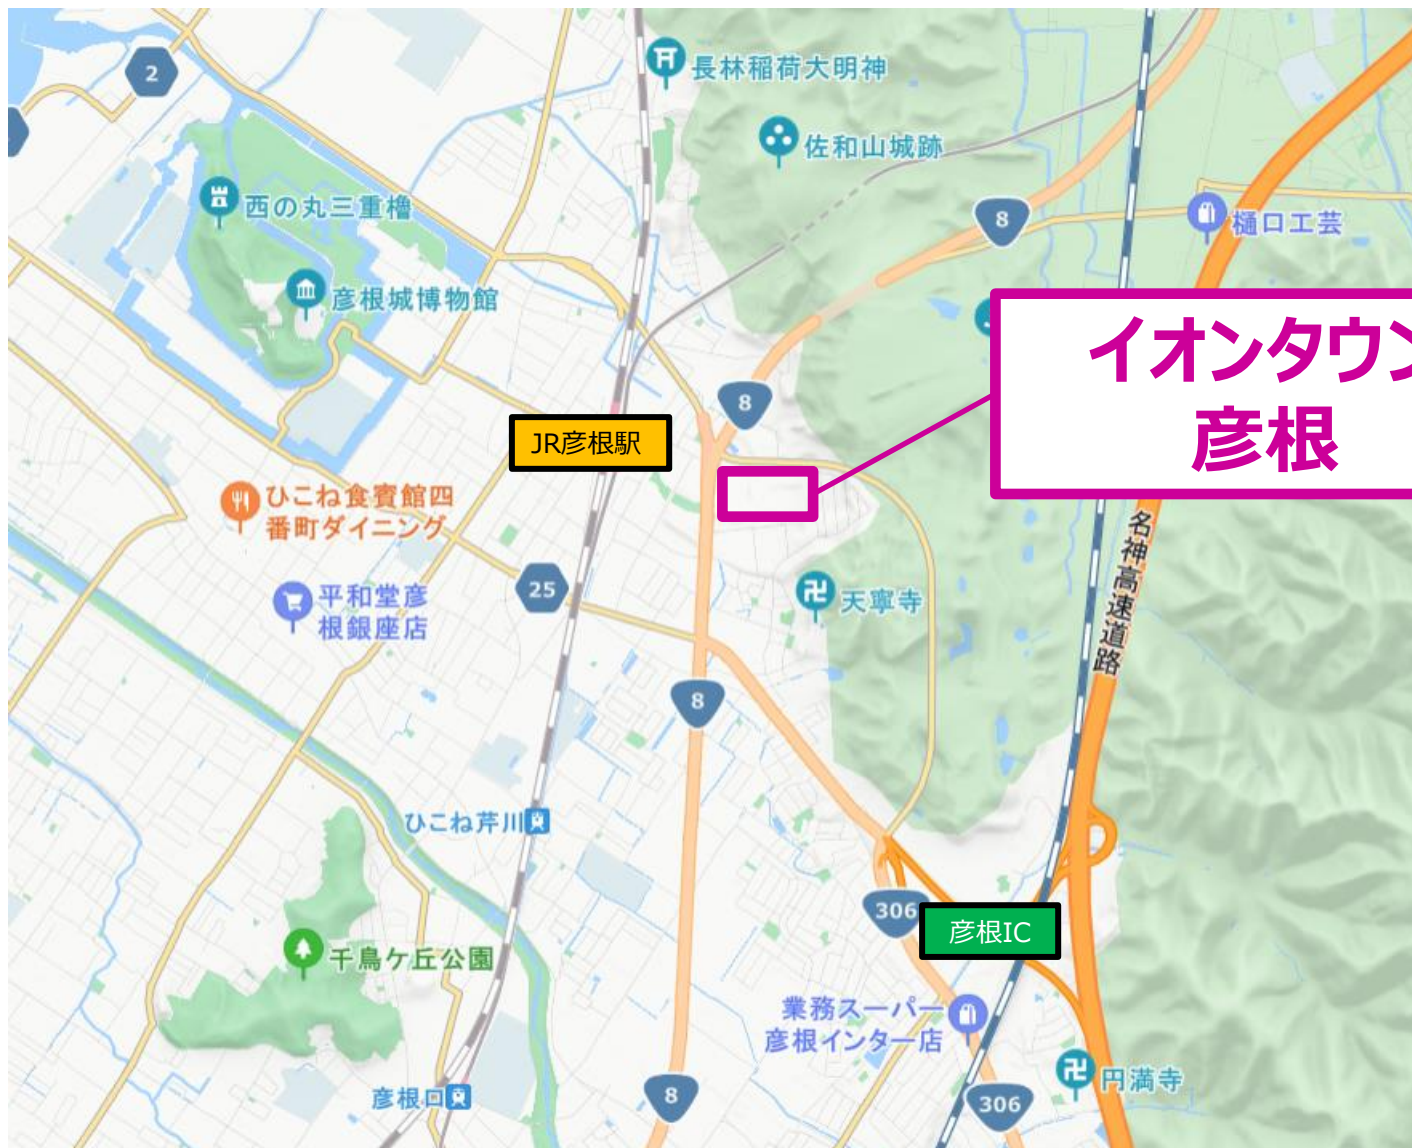 2
長林稲荷大明神
佐和山城跡
西の丸三重櫓
8
樋口工芸
彦根城博物館
イオンタウン
彦根
8
JR彦根駅
ひこね食賓館四
番町ダイニング
名神高速道路
25
平和堂彦
根銀座店
天寧寺
8
ひこね芹川
306
彦根IC
千鳥ケ丘公園
業務スーパー
彦根インター店
円満寺
彦根口
8
306